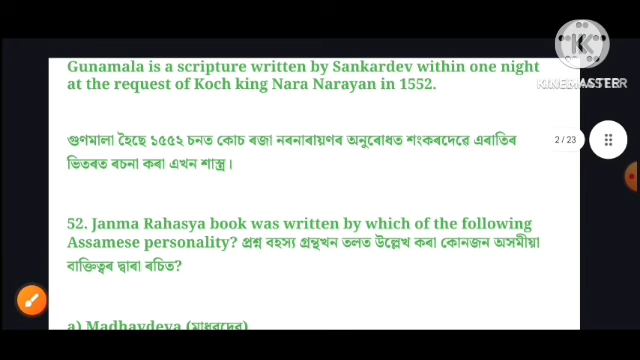 Gunamala is a scripture written by Sankardev within one night
at the request of Koch king Nara Narayan in 1552.
KINEMASTER
গুণমালা হৈছে ১৫৫২ চনত কোচ ৰজা নৰনাৰায়ণৰ অনুৰোধত শংকৰদেৱে এৰাতিৰ
ভিতৰত ৰচনা কৰা এখন শাস্ত্ৰ।
2 / 23
52. Janma Rahasya book was written by which of the following
Assamese personality? প্ৰশ্ন ৰহস্য গ্ৰন্থখন তলত উল্লেখ কৰা কোনজন অসমীয়া
ব্যক্তিত্বৰ দ্বাৰা ৰচিত?
a) Madhavdeva (মাধৱদেৱ)